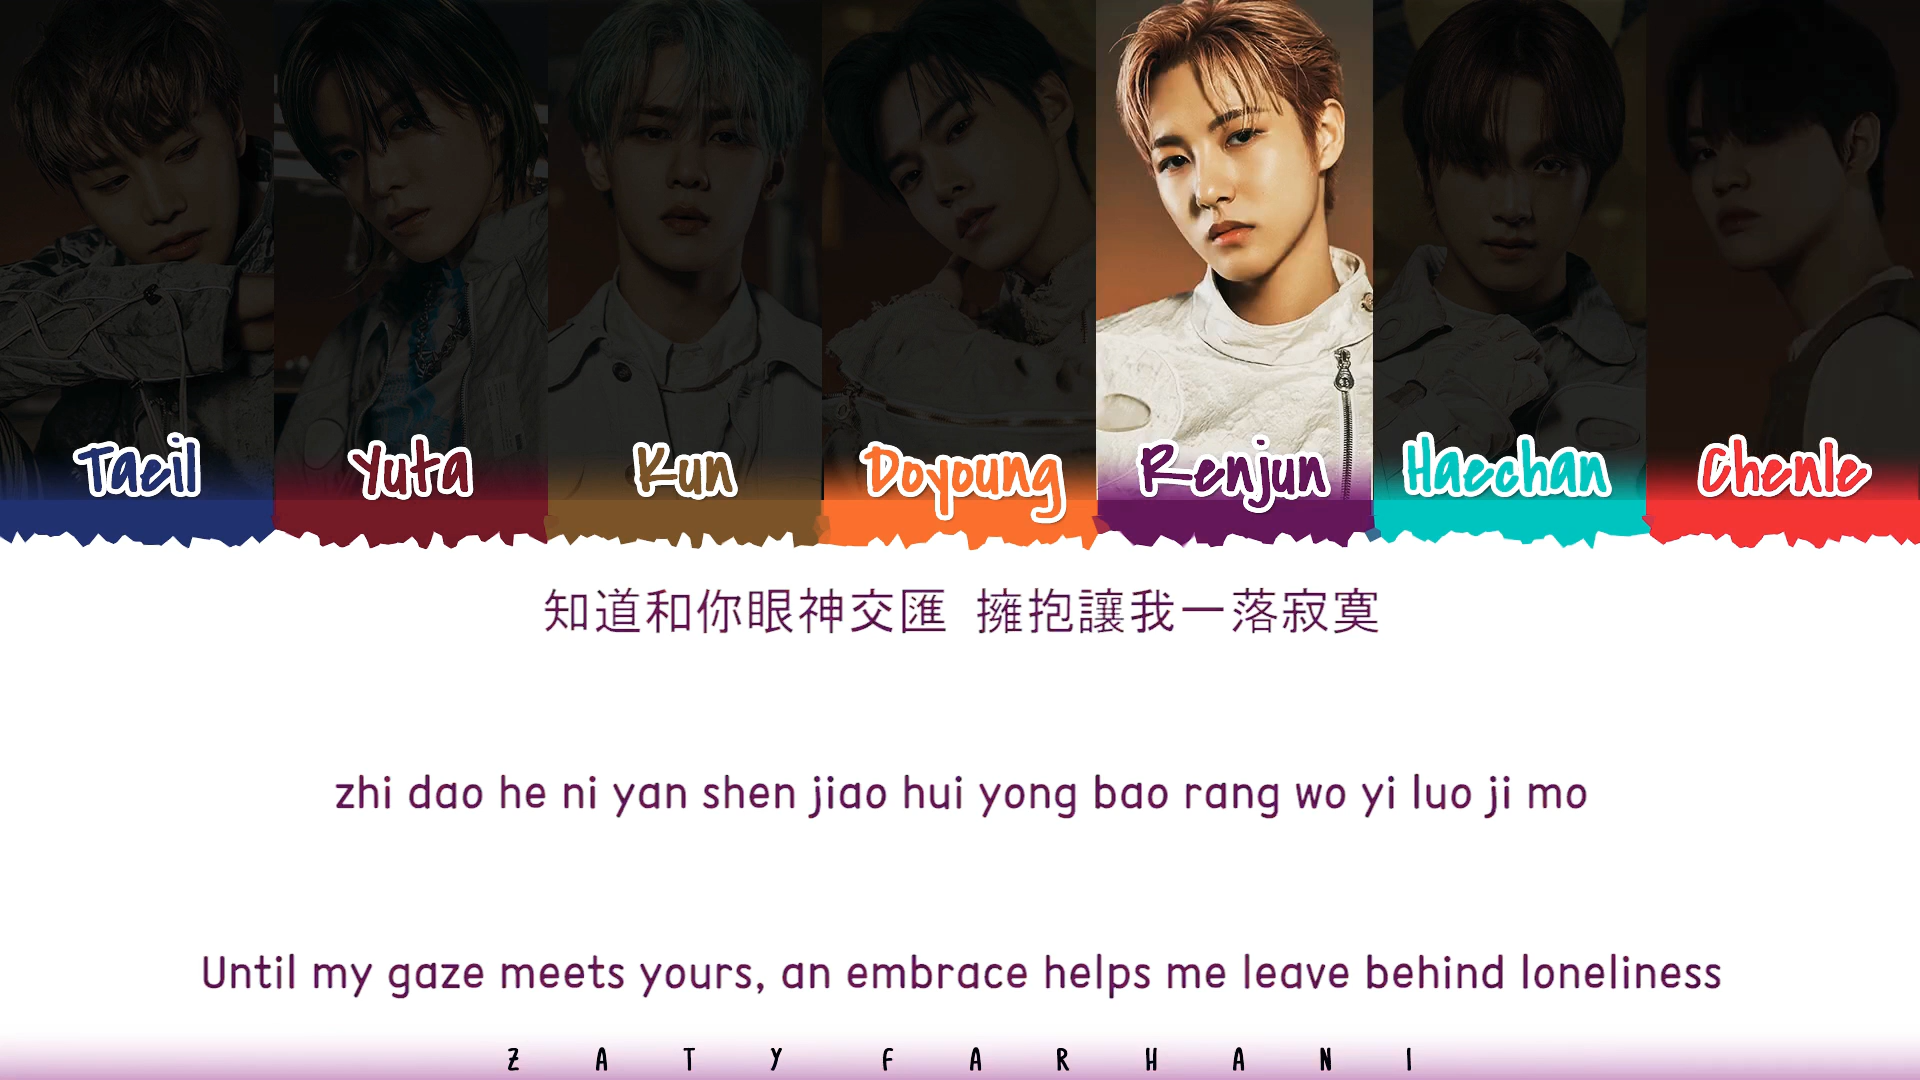 Taeil Yuta Kun Doyoung Renjun Haechan Chenle
知道和你眼神交匯 擁抱讓我一落寂寞
zhi dao he ni yan shen jiao hui yong bao rang wo yi luo ji mo
Until my gaze meets yours, an embrace helps me leave behind loneliness
ZATY FARHANI